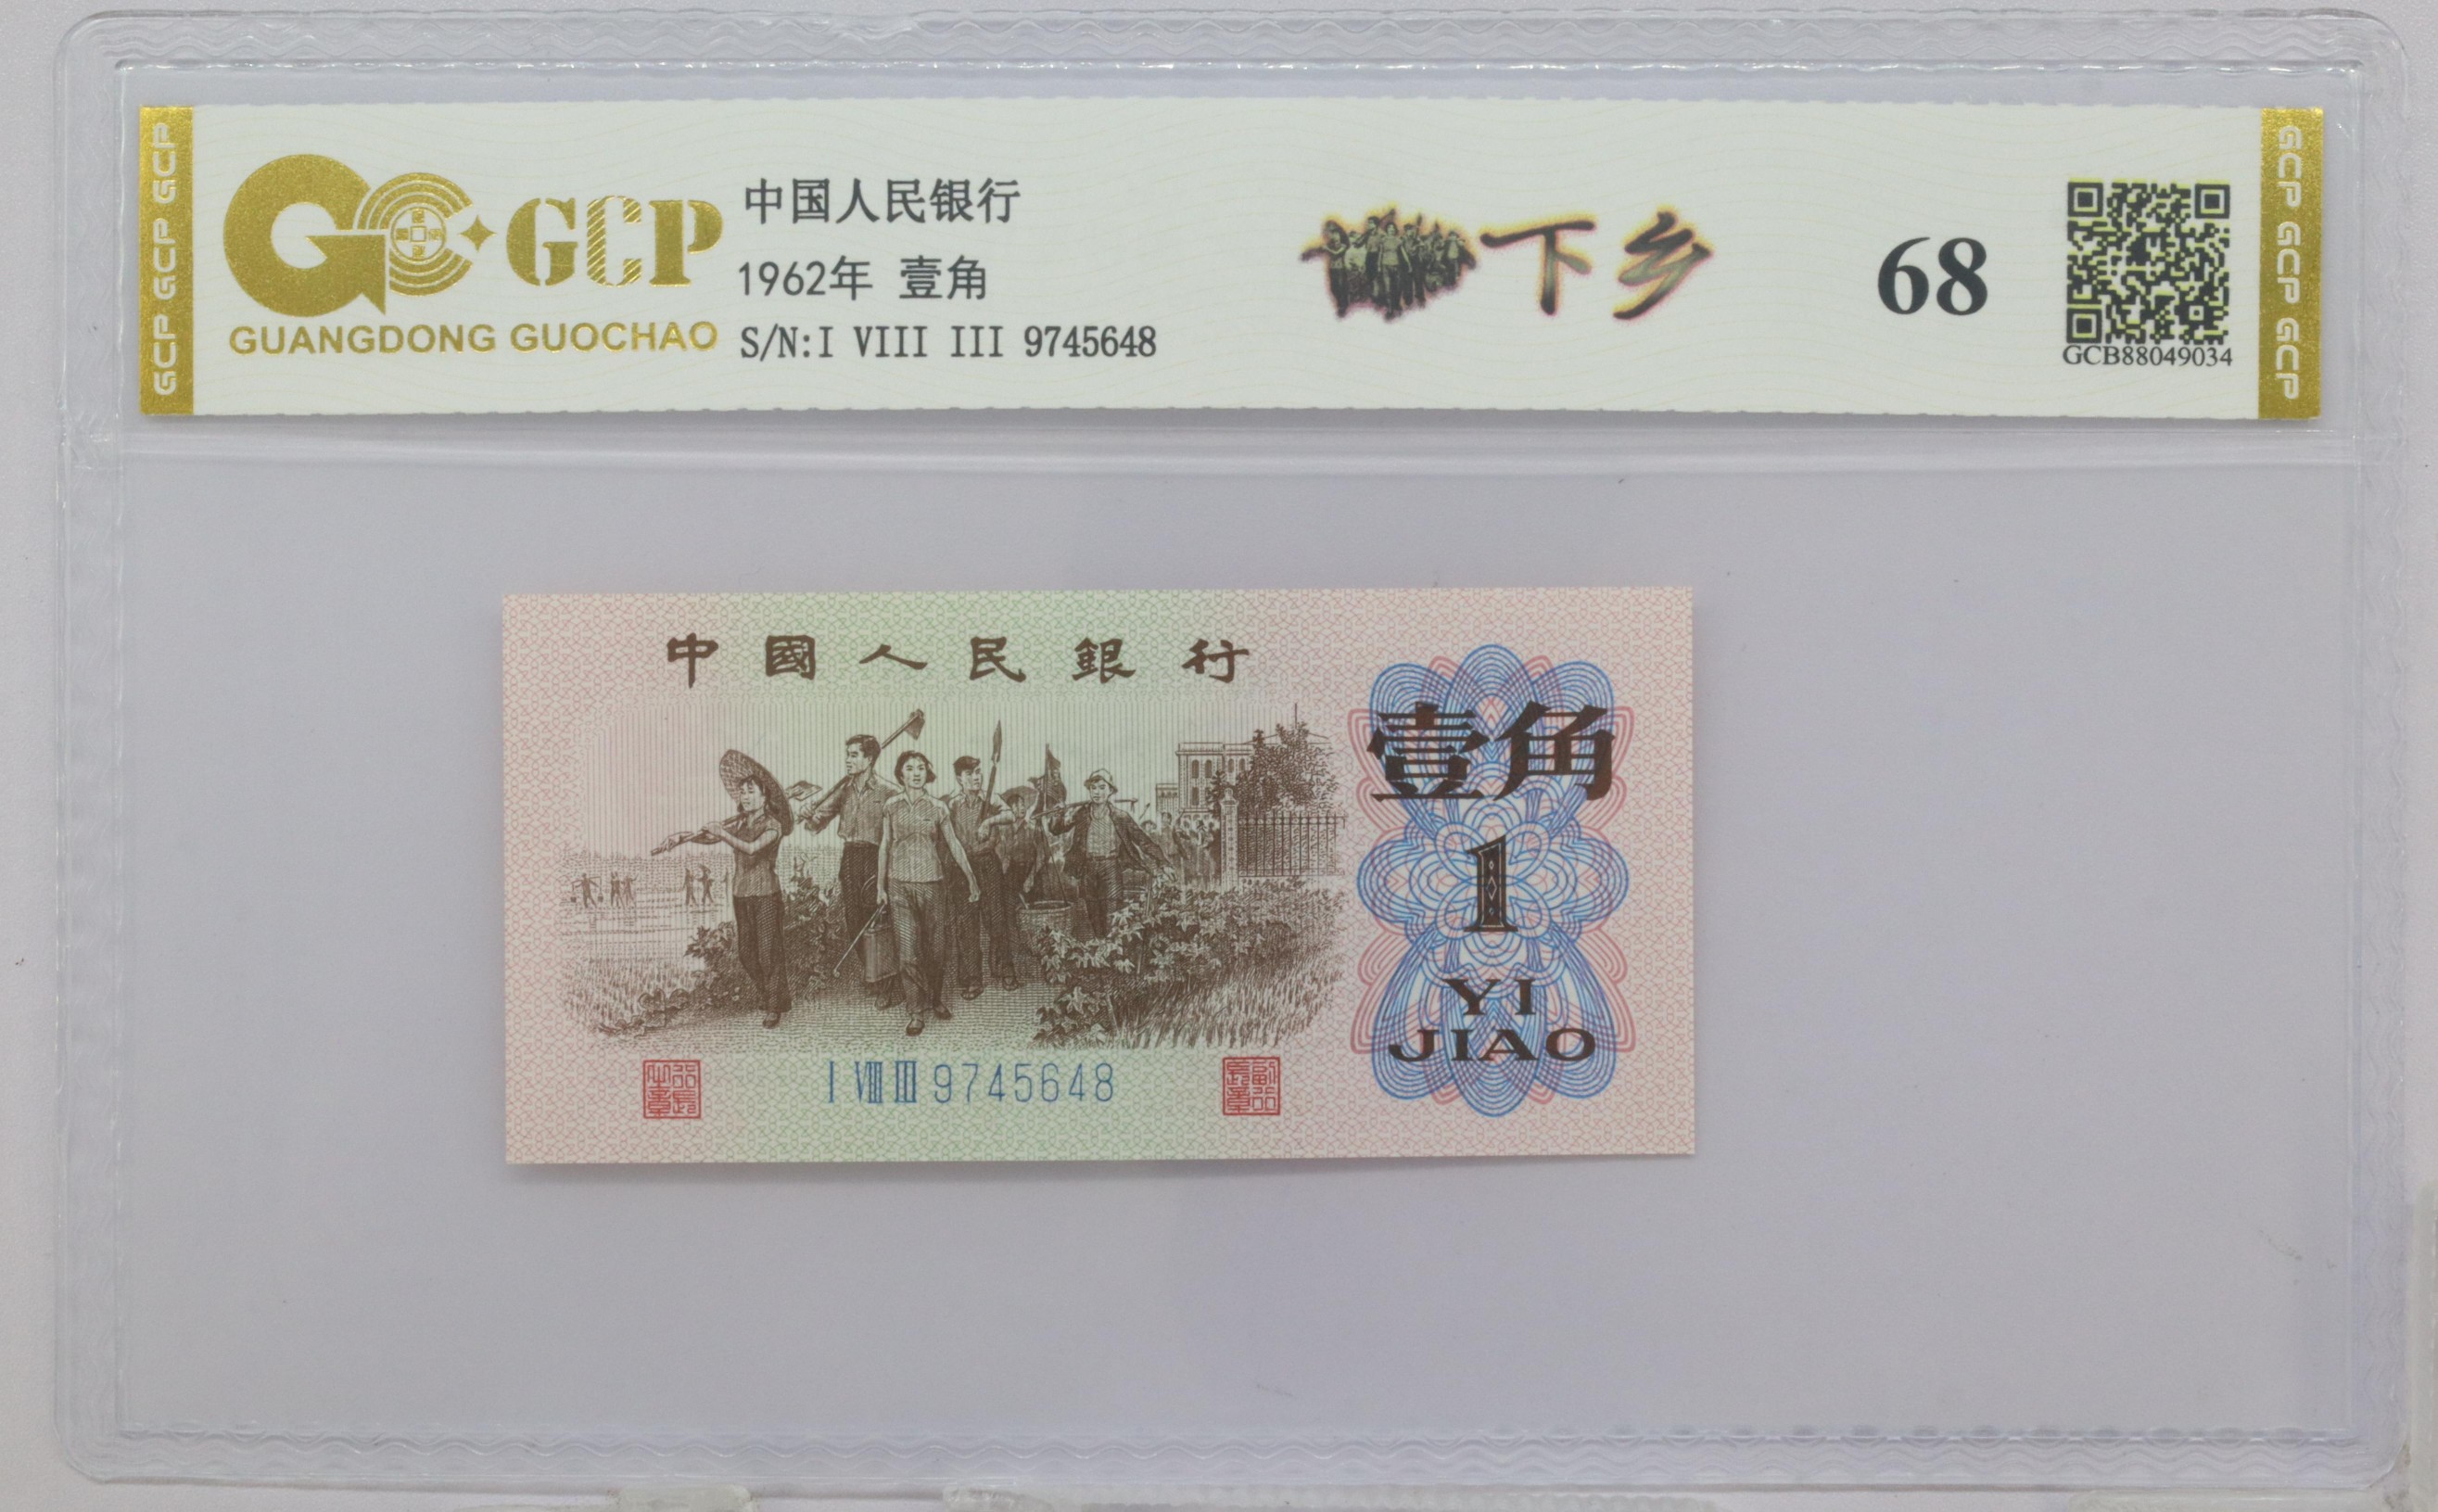 GCP GCP GCP
GCP
GUANGDONG GUOCHAO
中国人民银行
1962年 壹角
S/N:I VIII III 9745648
下乡
68
GCB88049034
GCP GCP GCP
中國人民銀行
壹角
1
YI
JIAO
I VIII III 9745648